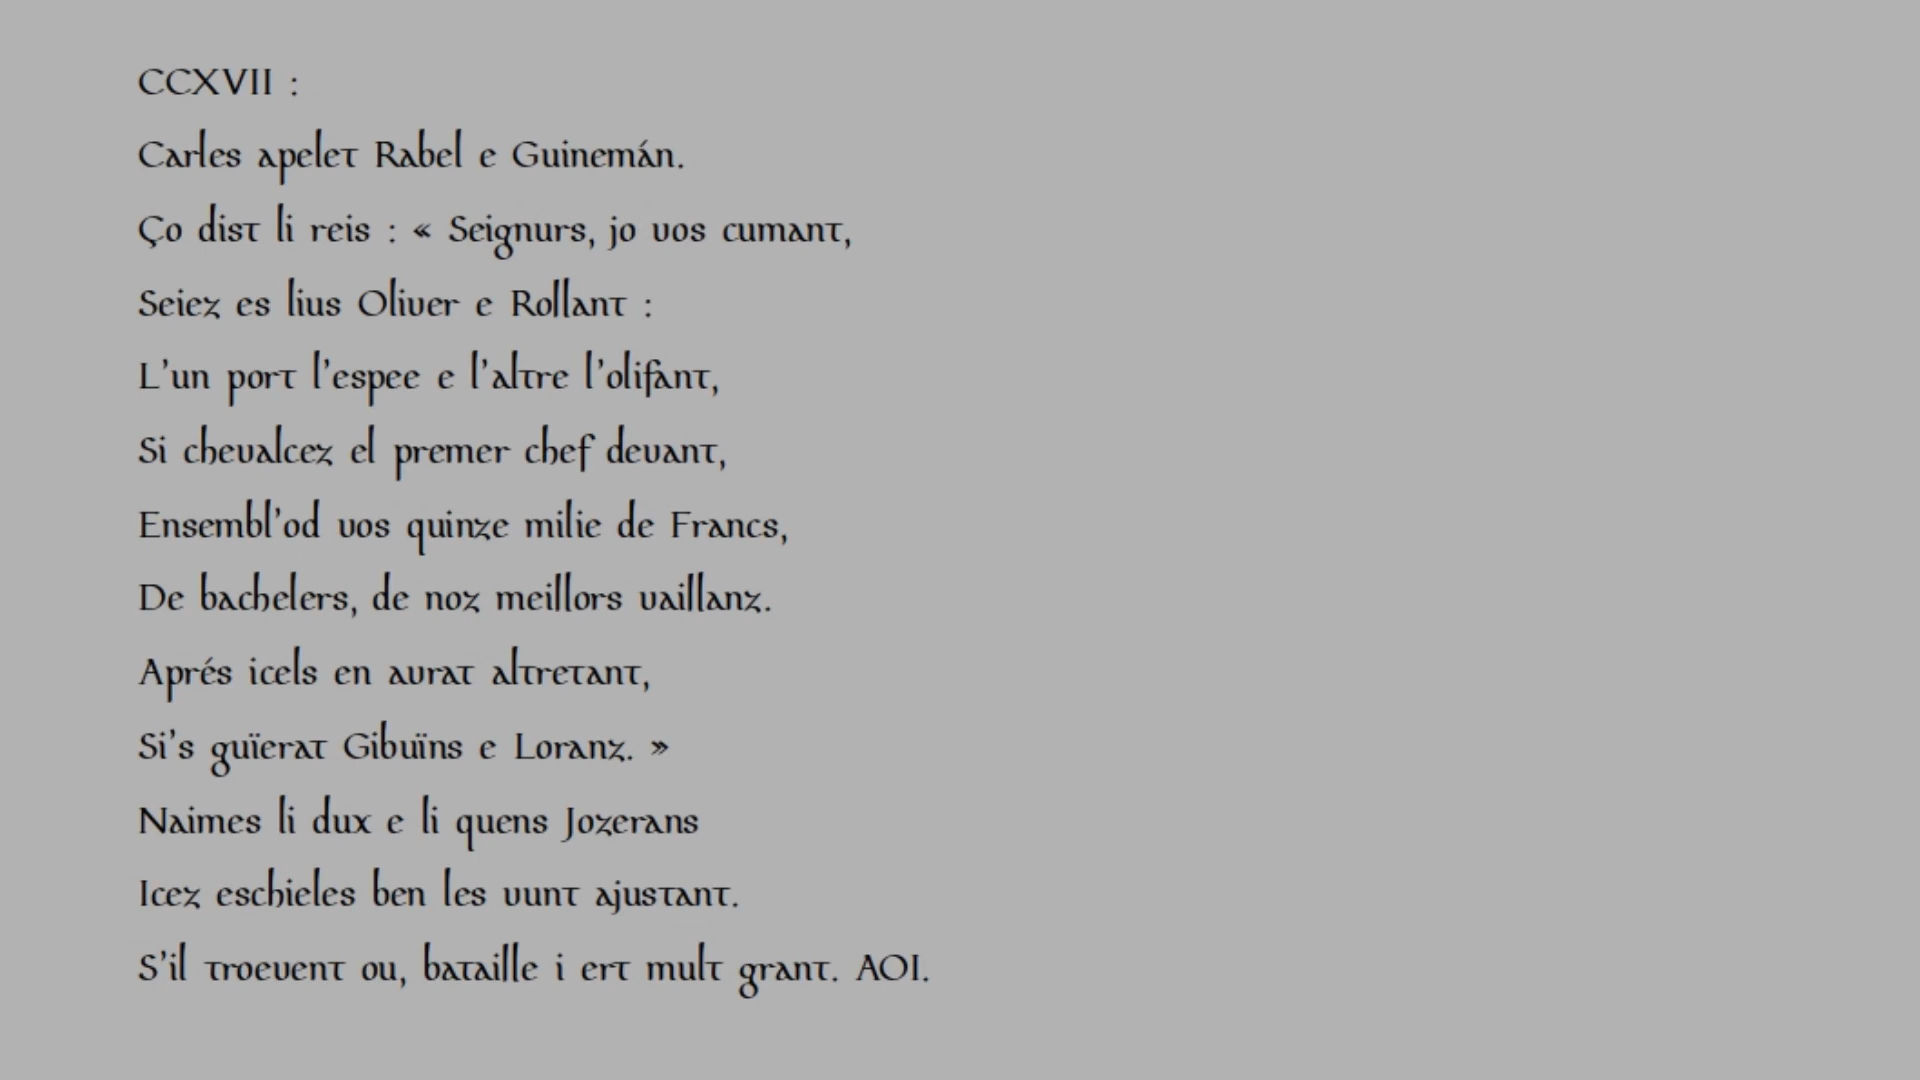 CCXVII :
Carles apelet Rabel e Guinemán.
Ço dist li reis : « Seignurs, jo vos cumant,
Seiez es lius Oliver e Rollant :
L'un port l'espee e l'altre l'olifant,
Si chevalcez el premer chef devant,
Ensembl'od vos quinze milie de Francs,
De bachelers, de noz meillors vaillanz.
Aprés icels en avrat altretant,
Si's guïerat Gibuïns e Loranz. »
Naimes li dux e li quens Jozerans
Icez eschieles ben les vunt ajustant.
S'il troevent ou, bataille i ert mult grant. AOI.